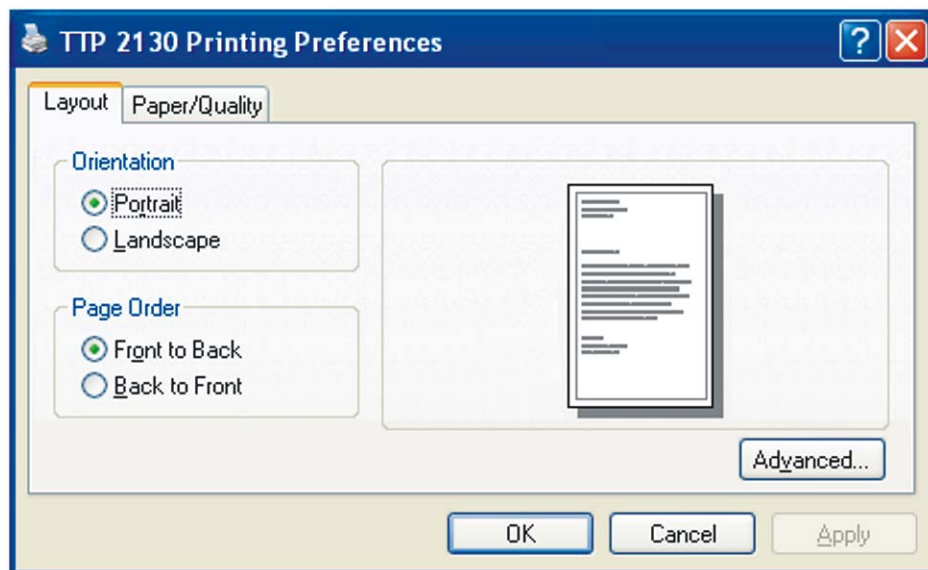 TTP 2130 Printing Preferences
Layout
Paper/Quality
Orientation
Portrait
Landscape
Page Order
Front to Back
Back to Front
Advanced...
OK
Cancel
Apply